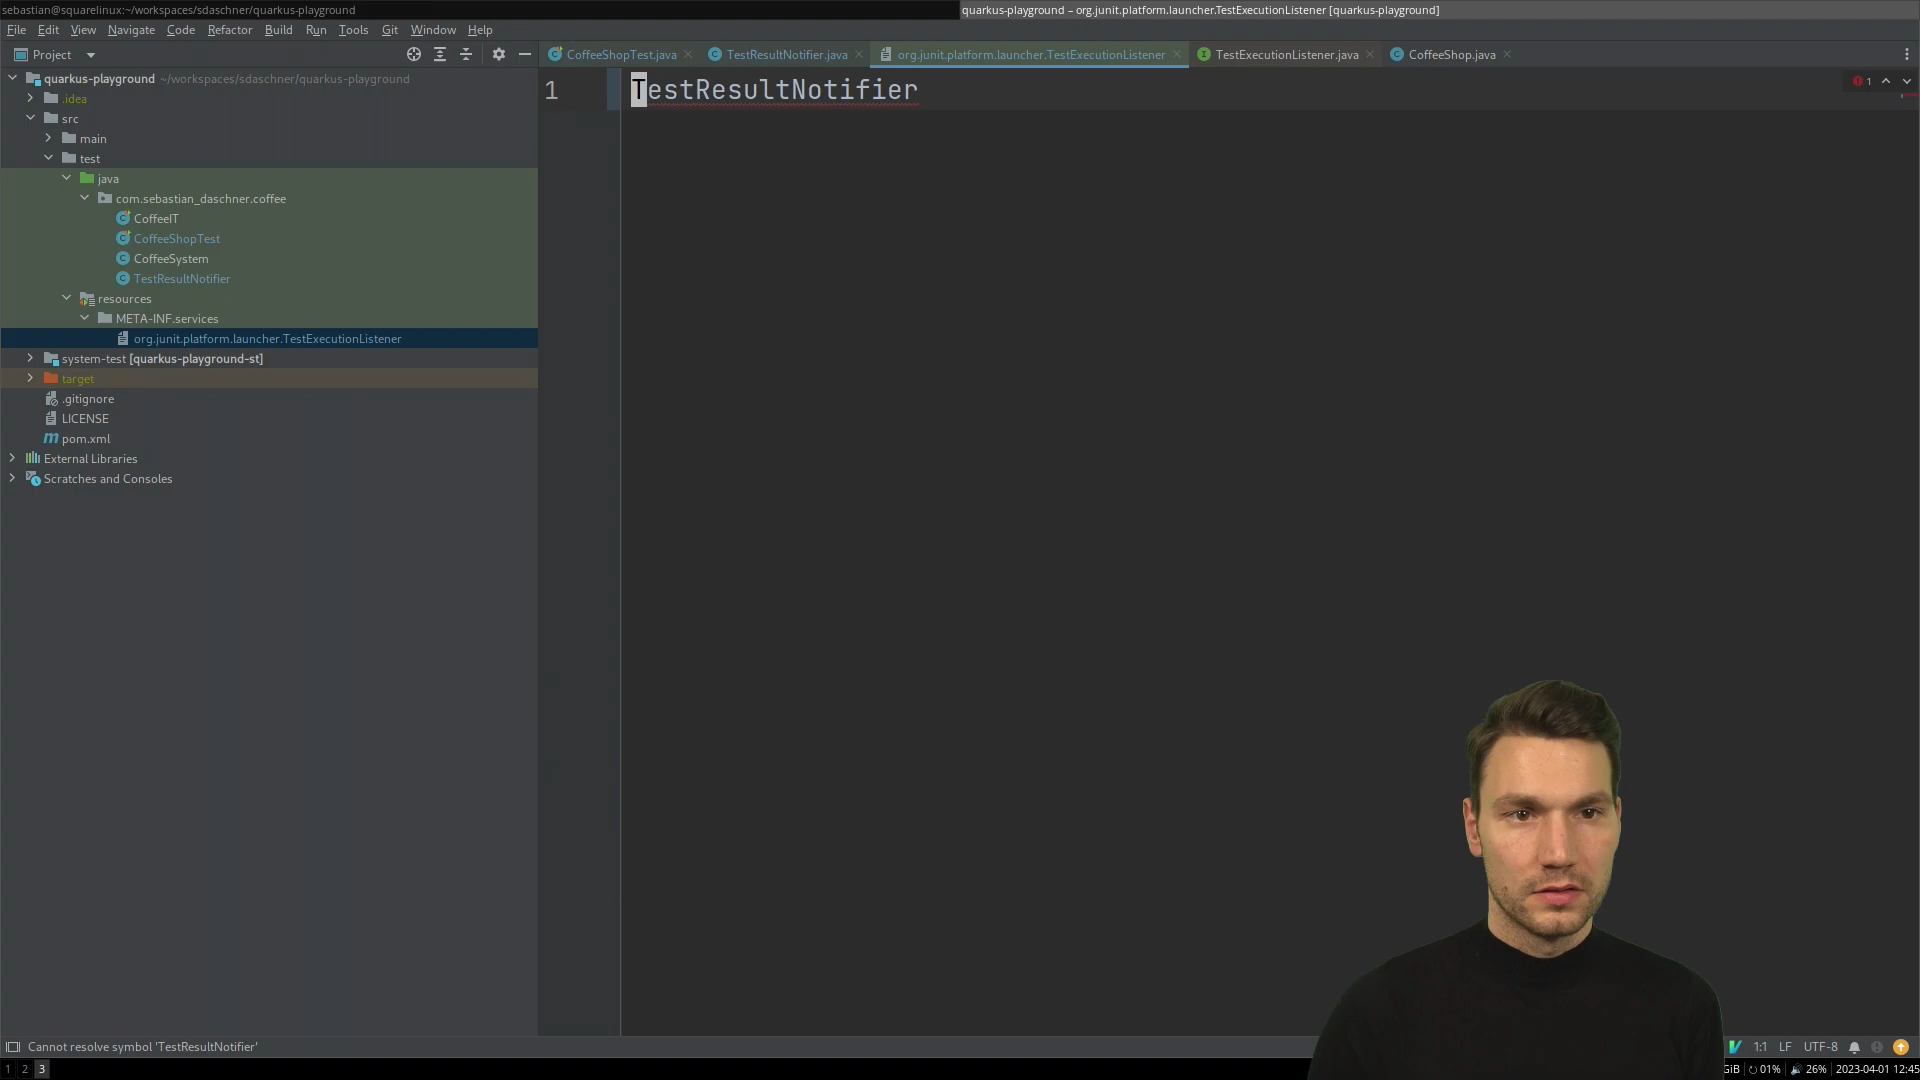 sebastian@squarelinux:~/workspaces/sdaschner/quarkus-playground
quarkus-playground – org.junit.platform.launcher.TestExecutionListener [quarkus-playground]
File Edit View Navigate Code Refactor Build Run Tools Git Window Help
Project
CoffeeShopTest.java
TestResultNotifier.java
org.junit.platform.launcher.TestExecutionListener
TestExecutionListener.java
CoffeeShop.java
quarkus-playground ~/workspaces/sdaschner/quarkus-playground
.idea
src
main
test
java
com.sebastian_daschner.coffee
CoffeeIT
CoffeeShopTest
CoffeeSystem
TestResultNotifier
resources
META-INF.services
org.junit.platform.launcher.TestExecutionListener
system-test [quarkus-playground-st]
target
.gitignore
LICENSE
pom.xml
External Libraries
Scratches and Consoles
1 TestResultNotifier
1
Cannot resolve symbol 'TestResultNotifier'
1:1 LF UTF-8
1 2 3
GiB 01% 26% 2023-04-01 12:45